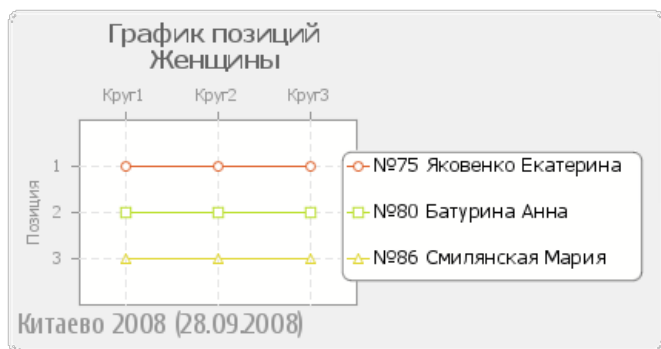 График позиций
Женщины
Круг1 Круг2 Круг3
Позиция
1
2
3
№75 Яковенко Екатерина
№80 Батурина Анна
№86 Смилянская Мария
Китаево 2008 (28.09.2008)